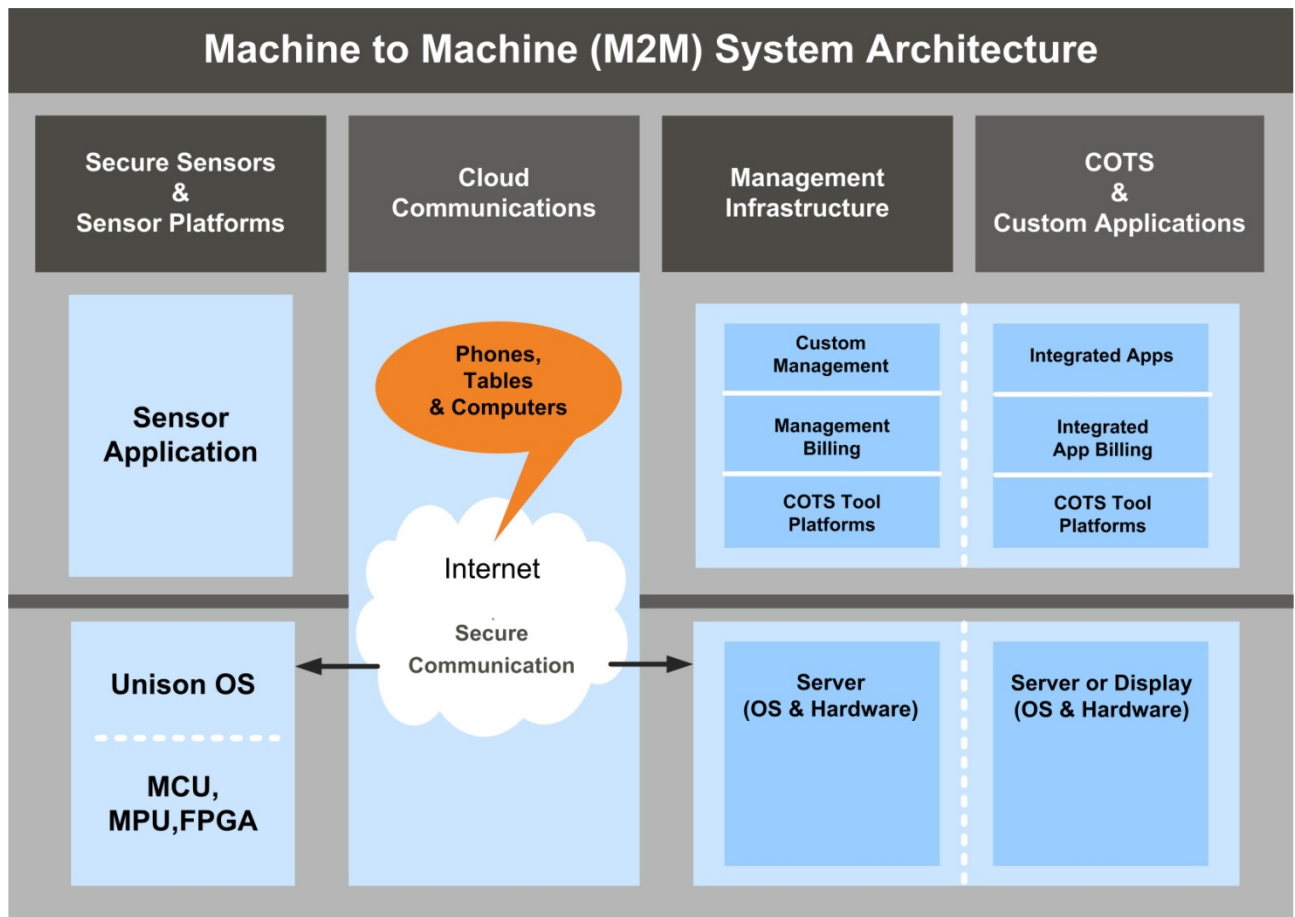 Machine to Machine (M2M) System Architecture
Secure Sensors
&
Sensor Platforms
Cloud
Communications
Management
Infrastructure
COTS
&
Custom Applications
Sensor
Application
Phones,
Tables
& Computers
Internet
Secure
Communication
Custom
Management
Management
Billing
COTS Tool
Platforms
Integrated Apps
Integrated
App Billing
COTS Tool
Platforms
Unison OS
MCU,
MPU,FPGA
Server
(OS & Hardware)
Server or Display
(OS & Hardware)